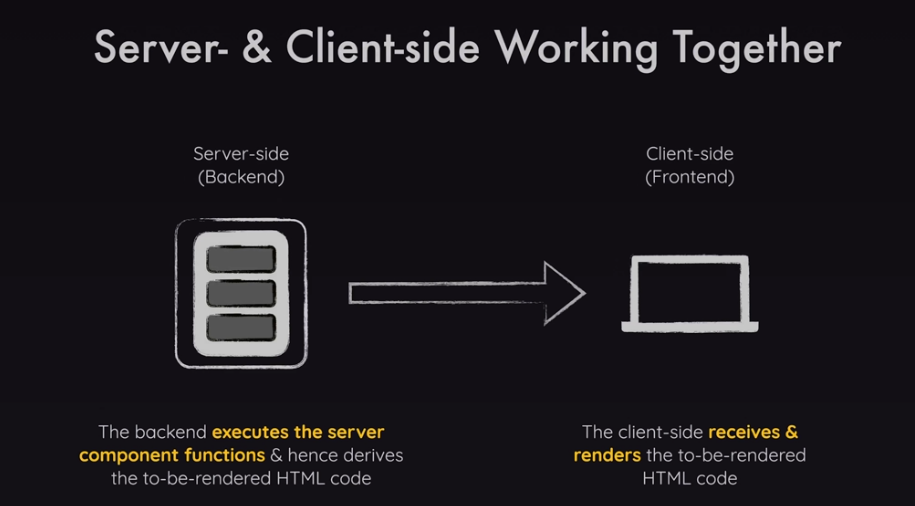 Server- & Client-side Working Together
Server-side
(Backend)
Client-side
(Frontend)
The backend executes the server
component functions & hence derives
the to-be-rendered HTML code
The client-side receives &
renders the to-be-rendered
HTML code